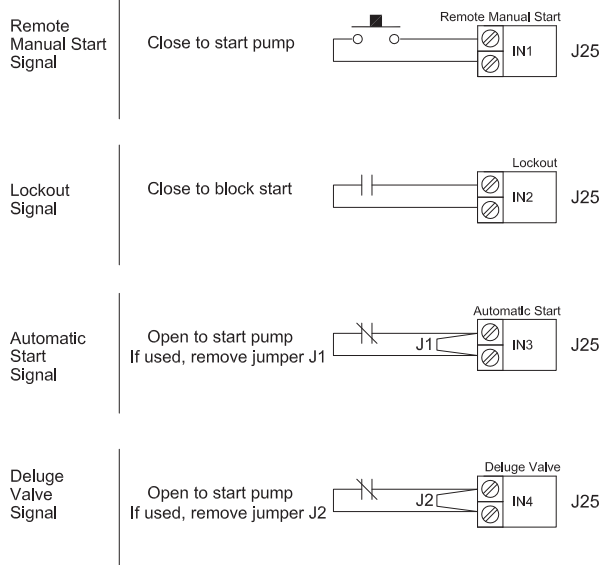 Remote
Manual Start
Signal
Close to start pump
Remote Manual Start
IN1
J25
Lockout
Signal
Close to block start
Lockout
IN2
J25
Automatic
Start
Signal
Open to start pump
If used, remove jumper J1
J1
Automatic Start
IN3
J25
Deluge
Valve
Signal
Open to start pump
If used, remove jumper J2
J2
Deluge Valve
IN4
J25